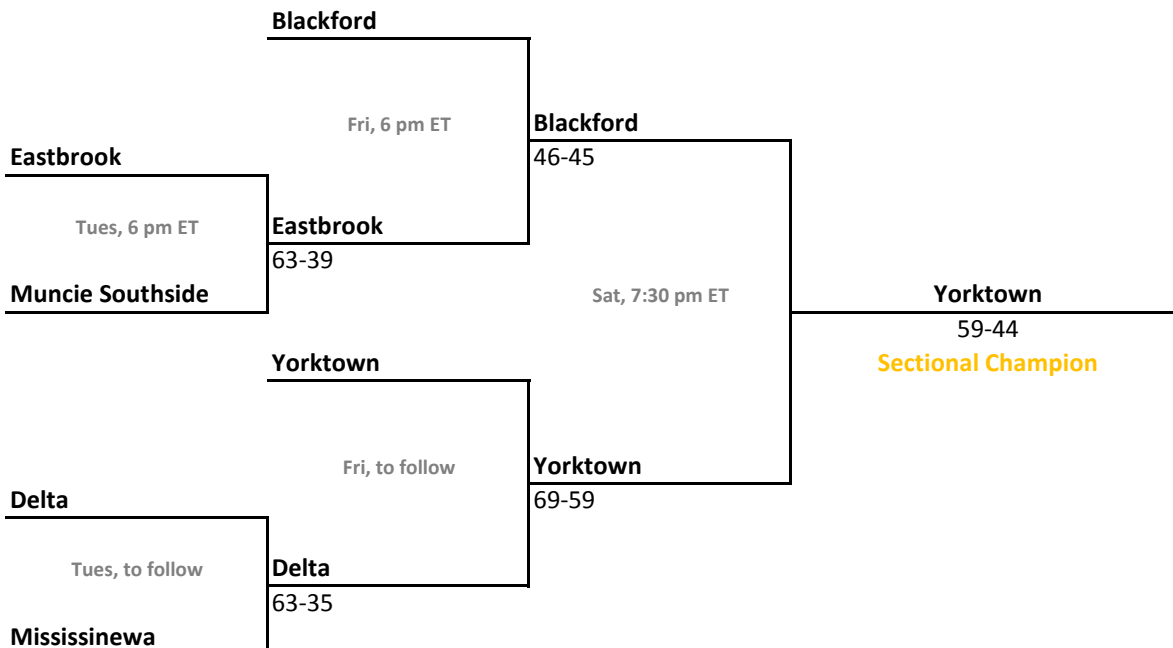 Blackford
Fri, 6 pm ET
Blackford
Eastbrook
46-45
Tues, 6 pm ET
Eastbrook
63-39
Muncie Southside
Sat, 7:30 pm ET
Yorktown
59-44
Yorktown
Sectional Champion
Fri, to follow
Yorktown
Delta
69-59
Tues, to follow
Delta
63-35
Mississinewa